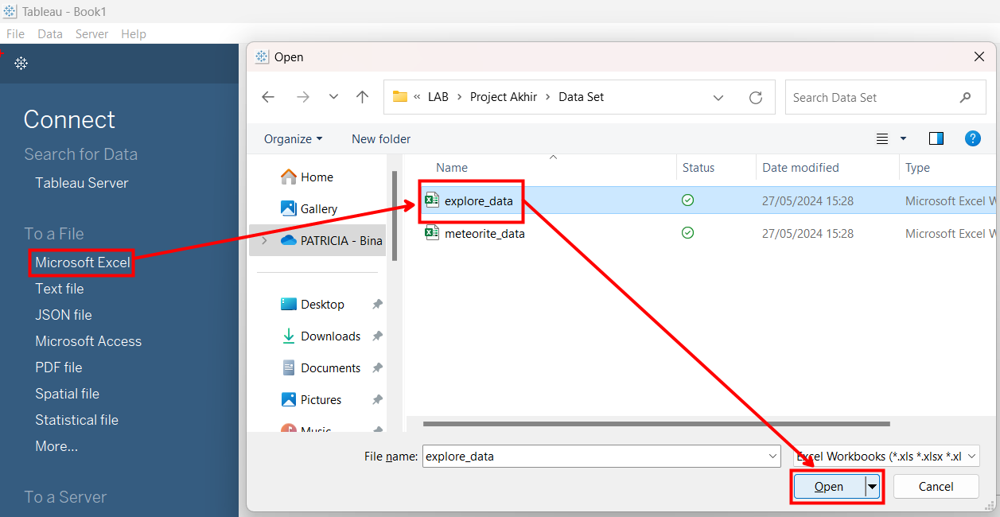 Tableau - Book1
File Data Server Help
Connect
Search for Data
Tableau Server
To a File
Microsoft Excel
Text file
JSON file
Microsoft Access
PDF file
Spatial file
Statistical file
More...
To a Server
Open
« LAB > Project Akhir > Data Set
Search Data Set
Organize
New folder
?
Home
Gallery
PATRICIA - Bina
Desktop
Downloads
Documents
Pictures
Music
Name Status Date modified Type
explore_data 27/05/2024 15:28 Microsoft Excel W
meteorite_data 27/05/2024 15:28 Microsoft Excel W
File name: explore_data
Excel Workbooks (*.xls *.xlsx *.xl
Open
Cancel